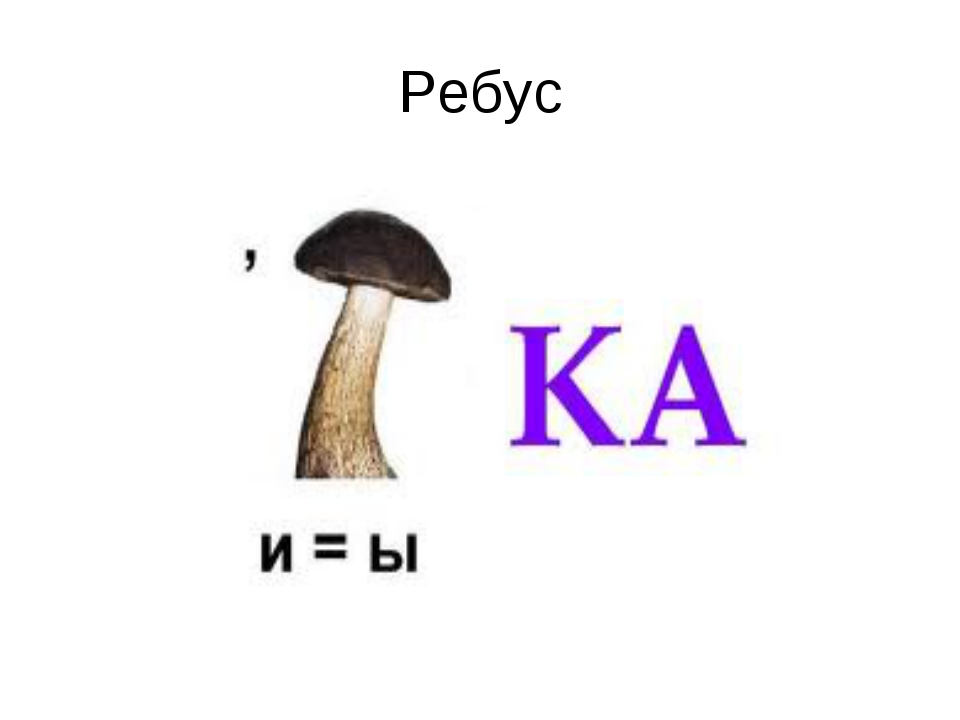 Ребус
,
КА
и = ы